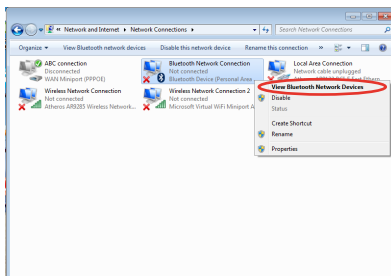 « Network and Internet ▸ Network Connections ▸
Search Network Connections
Organize
View Bluetooth network devices
Disable this network device
Rename this connection
»
ABC connection
Disconnected
WAN Miniport (PPPOE)
Bluetooth Network Connection
Not connected
Bluetooth Device (Personal Area ...
Local Area Connection
Network cable unplugged
Wireless Network Connection
Not connected
Atheros AR9285 Wireless Network...
Wireless Network Connection 2
Not connected
Microsoft Virtual WiFi Miniport A
View Bluetooth Network Devices
Disable
Status
Create Shortcut
Rename
Properties